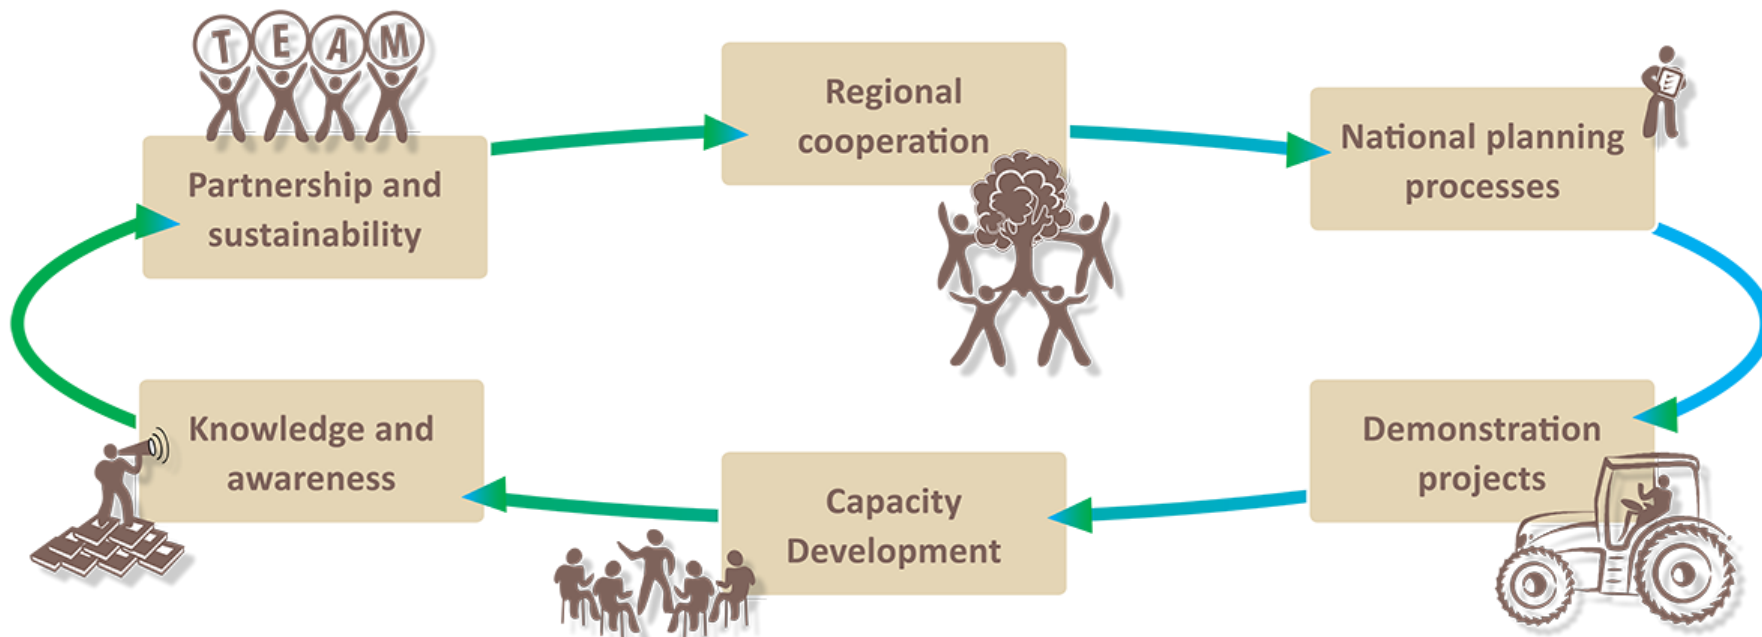 TEAM
Partnership and
sustainability
Regional
cooperation
National planning
processes
Demonstration
projects
Capacity
Development
Knowledge and
awareness